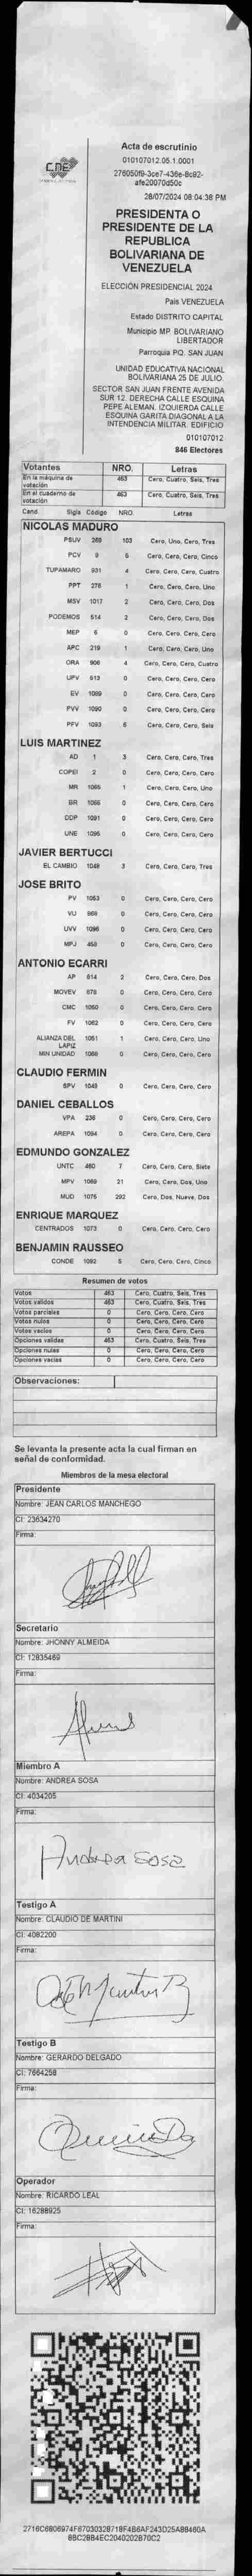 CNE
Acta de escrutinio
010107012.05.1.0001
276050f9-3ce7-436e-8c92-
afe20070d50c
28/07/2024 08:04:38 PM
PRESIDENTA O
PRESIDENTE DE LA
REPUBLICA
BOLIVARIANA DE
VENEZUELA
ELECCIÓN PRESIDENCIAL 2024
País VENEZUELA
Estado DISTRITO CAPITAL
Municipio MP. BOLIVARIANO
LIBERTADOR
Parroquia PQ. SAN JUAN
UNIDAD EDUCATIVA NACIONAL
BOLIVARIANA 25 DE JULIO.
SECTOR SAN JUAN FRENTE AVENIDA
SUR 12. DERECHA CALLE ESQUINA
PEPE ALEMAN. IZQUIERDA CALLE
ESQUINA GARITA DIAGONAL A LA
INTENDENCIA MILITAR. EDIFICIO
010107012
846 Electores
Votantes NRO. Letras
En la máquina de votación 463 Cero, Cuatro, Seis, Tres
En el cuaderno de votación 463 Cero, Cuatro, Seis, Tres
Cand. Sigla Código NRO. Letras
NICOLAS MADURO
PSUV 269 103 Cero, Uno, Cero, Tres
PCV 9 5 Cero, Cero, Cero, Cinco
TUPAMARO 931 4 Cero, Cero, Cero, Cuatro
PPT 276 1 Cero, Cero, Cero, Uno
MSV 1017 2 Cero, Cero, Cero, Dos
PODEMOS 514 2 Cero, Cero, Cero, Dos
MEP 6 0 Cero, Cero, Cero, Cero
APC 219 1 Cero, Cero, Cero, Uno
ORA 906 4 Cero, Cero, Cero, Cuatro
UPV 613 0 Cero, Cero, Cero, Cero
EV 1089 0 Cero, Cero, Cero, Cero
PVV 1090 0 Cero, Cero, Cero, Cero
PFV 1093 6 Cero, Cero, Cero, Seis
LUIS MARTINEZ
AD 1 3 Cero, Cero, Cero, Tres
COPEI 2 0 Cero, Cero, Cero, Cero
MR 1065 1 Cero, Cero, Cero, Uno
BR 1066 0 Cero, Cero, Cero, Cero
DDP 1091 0 Cero, Cero, Cero, Cero
UNE 1095 0 Cero, Cero, Cero, Cero
JAVIER BERTUCCI
EL CAMBIO 1048 3 Cero, Cero, Cero, Tres
JOSE BRITO
PV 1053 0 Cero, Cero, Cero, Cero
VU 868 0 Cero, Cero, Cero, Cero
UVV 1096 0 Cero, Cero, Cero, Cero
MPJ 459 0 Cero, Cero, Cero, Cero
ANTONIO ECARRI
AP 814 2 Cero, Cero, Cero, Dos
MOVEV 678 0 Cero, Cero, Cero, Cero
CMC 1060 0 Cero, Cero, Cero, Cero
FV 1062 0 Cero, Cero, Cero, Cero
ALIANZA DEL LAPIZ 1051 1 Cero, Cero, Cero, Uno
MIN UNIDAD 1088 0 Cero, Cero, Cero, Cero
CLAUDIO FERMIN
SPV 1049 0 Cero, Cero, Cero, Cero
DANIEL CEBALLOS
VPA 236 0 Cero, Cero, Cero, Cero
AREPA 1094 0 Cero, Cero, Cero, Cero
EDMUNDO GONZALEZ
UNTC 460 7 Cero, Cero, Cero, Siete
MPV 1069 21 Cero, Cero, Dos, Uno
MUD 1075 292 Cero, Dos, Nueve, Dos
ENRIQUE MARQUEZ
CENTRADOS 1073 0 Cero, Cero, Cero, Cero
BENJAMIN RAUSSEO
CONDE 1092 5 Cero, Cero, Cero, Cinco
Resumen de votos
Votos 463 Cero, Cuatro, Seis, Tres
Votos validos 463 Cero, Cuatro, Seis, Tres
Votos parciales 0 Cero, Cero, Cero, Cero
Votos nulos 0 Cero, Cero, Cero, Cero
Votos vacios 0 Cero, Cero, Cero, Cero
Opciones validas 463 Cero, Cuatro, Seis, Tres
Opciones nulas 0 Cero, Cero, Cero, Cero
Opciones vacias 0 Cero, Cero, Cero, Cero
Observaciones:
Se levanta la presente acta la cual firman en
señal de conformidad.
Miembros de la mesa electoral
Presidente
Nombre: JEAN CARLOS MANCHEGO
CI: 23634270
Firma:
Secretario
Nombre: JHONNY ALMEIDA
CI: 12835469
Firma:
Miembro A
Nombre: ANDREA SOSA
CI: 4034205
Firma:
Andrea Sosa
Testigo A
Nombre: CLAUDIO DE MARTINI
CI: 4082200
Firma:
Testigo B
Nombre: GERARDO DELGADO
CI: 7664258
Firma:
Operador
Nombre: RICARDO LEAL
CI: 16288925
Firma:
2716C6806974F67030328718F4B6AF243D25A88460A
8BC28B4EC2040202B70C2